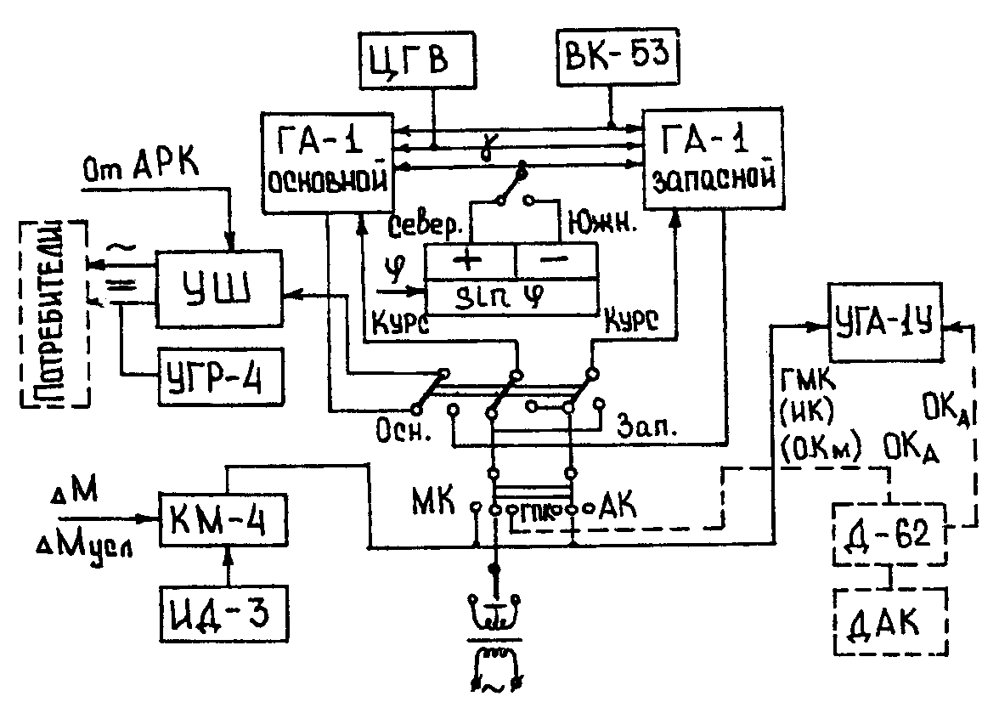 ЦГВ
ВК-53
ГА-1
основной
γ
ГА-1
запасной
От АРК
Север.
Южн.
Потребители
~
=
УШ
φ
+
−
sin φ
Курс
Курс
УГА-1У
УГР-4
ГМК
(ИК)
(ОКм)
ОКА
ОКА
Осн.
Зап.
ΔМ
ΔМусл
КМ-4
МК
ГПК
АК
Д-62
ИД-3
ДАК
~